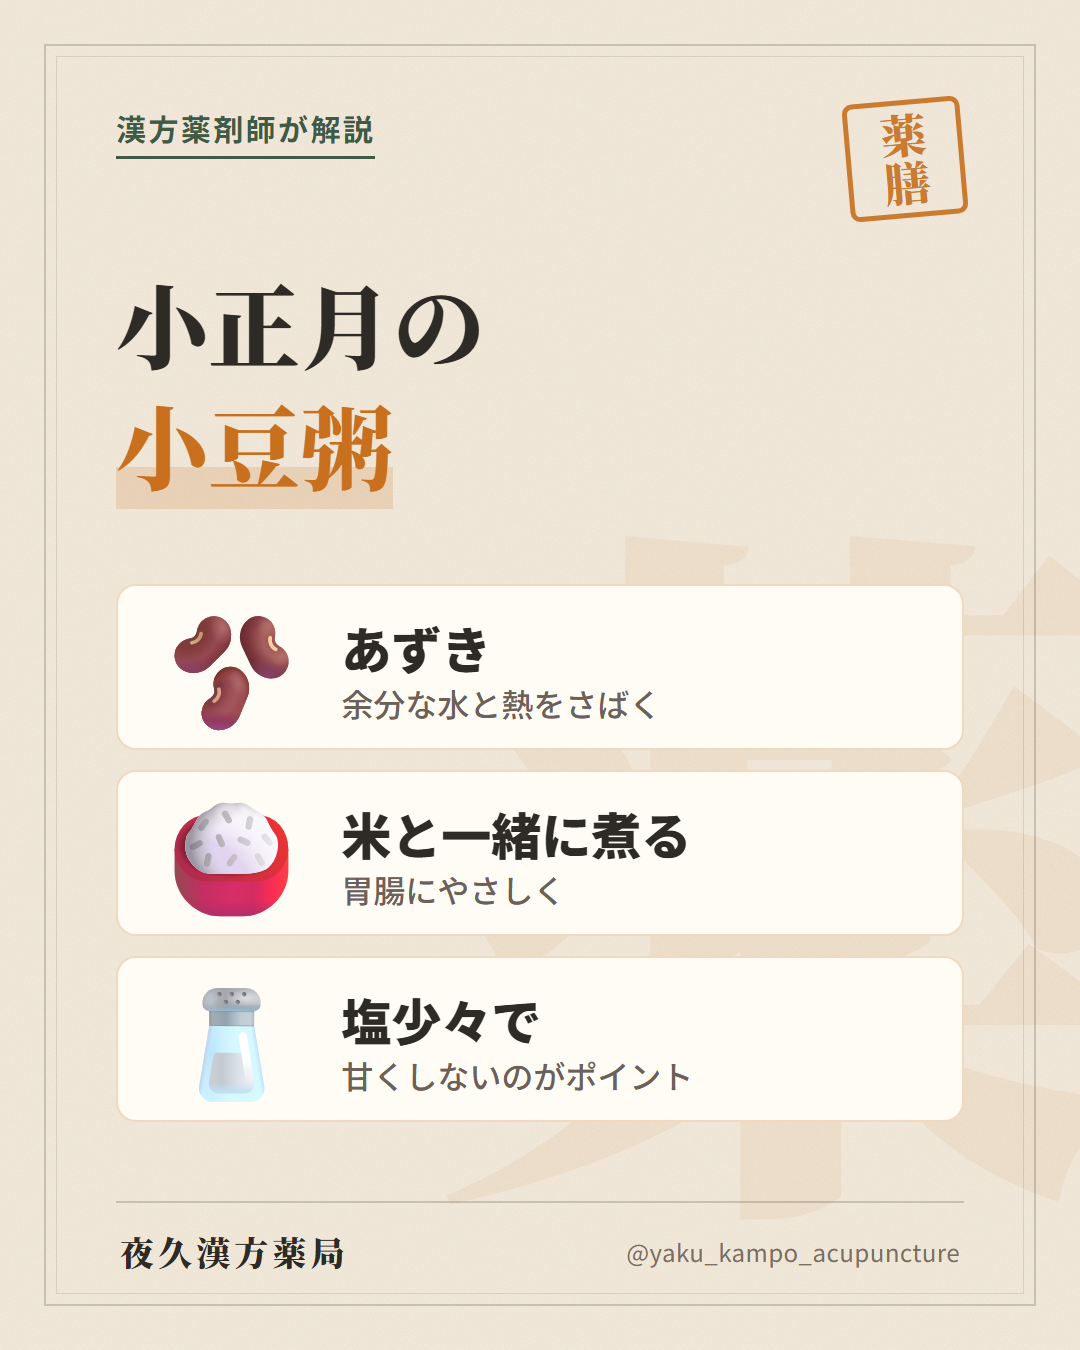 漢方薬剤師が解説
薬膳
小正月の
小豆粥
あずき
余分な水と熱をさばく
米と一緒に煮る
胃腸にやさしく
塩少々で
甘くしないのがポイント
夜久漢方薬局
@yaku_kampo_acupuncture
薬